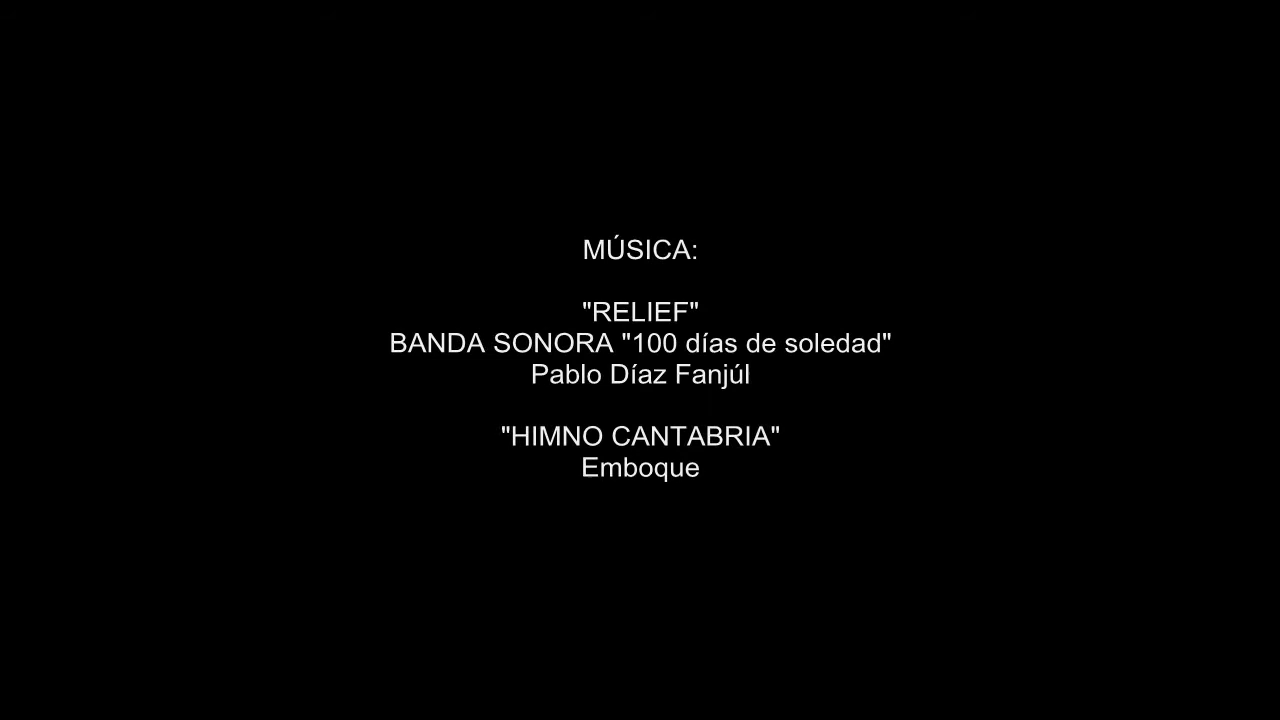 MÚSICA:
"RELIEF"
BANDA SONORA "100 días de soledad"
Pablo Díaz Fanjúl
"HIMNO CANTABRIA"
Emboque